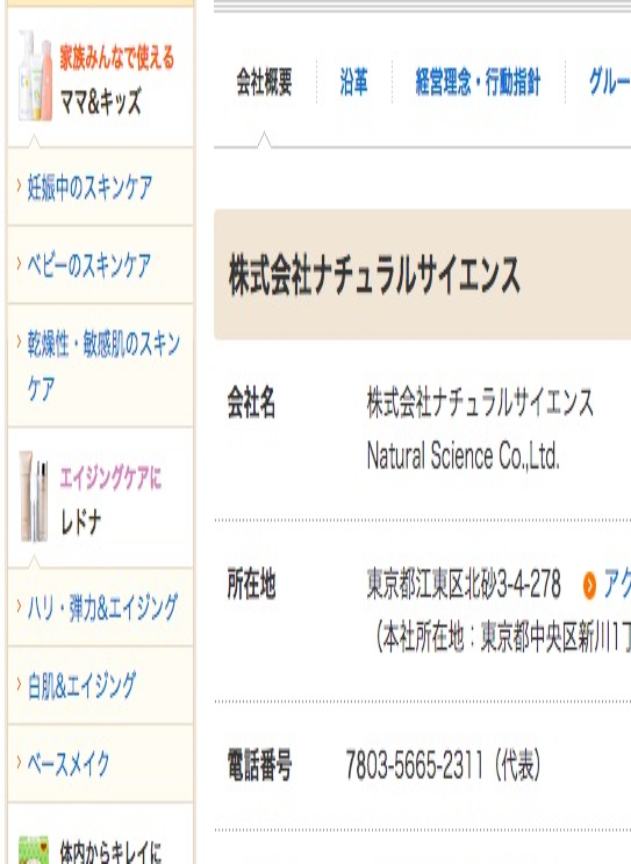 家族みんなで使える
ママ&キッズ
妊娠中のスキンケア
ベビーのスキンケア
乾燥性・敏感肌のスキン
ケア
エイジングケアに
レドナ
ハリ・弾力&エイジング
白肌&エイジング
ベースメイク
体内からキレイに
会社概要
沿革
経営理念・行動指針
グルー
株式会社ナチュラルサイエンス
会社名
株式会社ナチュラルサイエンス
Natural Science Co.,Ltd.
所在地
東京都江東区北砂3-4-278 アク
(本社所在地:東京都中央区新川1丁
電話番号
7803-5665-2311(代表)